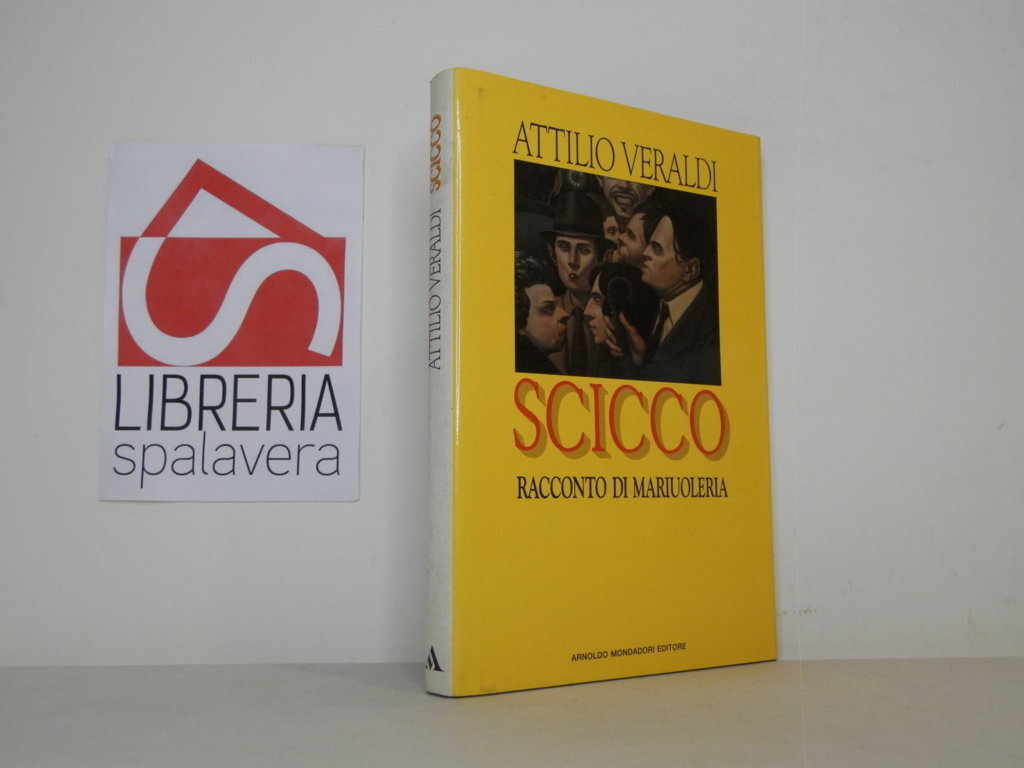 LIBRERIA
spalavera
ATTILIO VERALDI SCICCO
ATTILIO VERALDI
SCICCO
RACCONTO DI MARIUOLERIA
ARNOLDO MONDADORI EDITORE